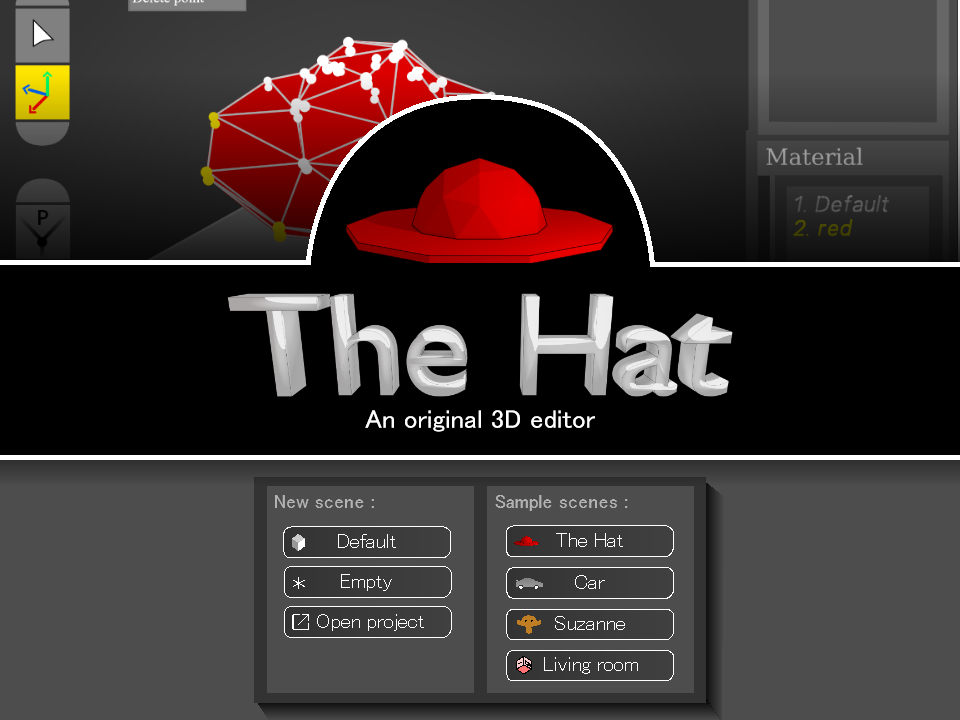 Delete point
P
Material
1. Default
2. red
The Hat
An original 3D editor
New scene :
Default
Empty
Open project
Sample scenes :
The Hat
Car
Suzanne
Living room